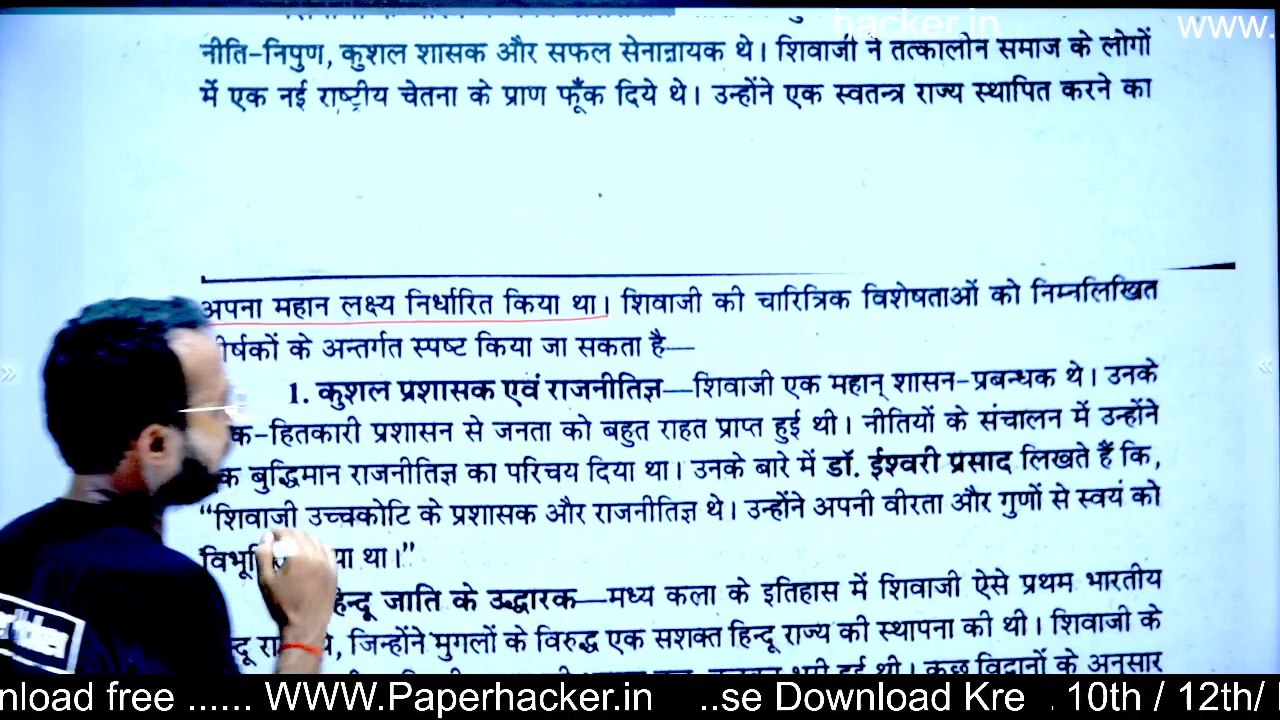 hacker.in
www.
नीति-निपुण, कुशल शासक और सफल सेनानायक थे। शिवाजी ने तत्कालीन समाज के लोगों
में एक नई राष्ट्रीय चेतना के प्राण फूँक दिये थे। उन्होंने एक स्वतन्त्र राज्य स्थापित करने का
अपना महान लक्ष्य निर्धारित किया था। शिवाजी की चारित्रिक विशेषताओं को निम्नलिखित
के अन्तर्गत स्पष्ट किया जा सकता है—
1. कुशल प्रशासक एवं राजनीतिज्ञ—शिवाजी एक महान् शासन-प्रबन्धक थे। उनके
क-हितकारी प्रशासन से जनता को बहुत राहत प्राप्त हुई थी। नीतियों के संचालन में उन्होंने
क बुद्धिमान राजनीतिज्ञ का परिचय दिया था। उनके बारे में डॉ. ईश्वरी प्रसाद लिखते हैं कि,
“शिवाजी उच्चकोटि के प्रशासक और राजनीतिज्ञ थे। उन्होंने अपनी वीरता और गुणों से स्वयं को
था।”
हिन्दू जाति के उद्धारक—मध्य कला के इतिहास में शिवाजी ऐसे प्रथम भारतीय
जिन्होंने मुगलों के विरुद्ध एक सशक्त हिन्दू राज्य की स्थापना की थी। शिवाजी के
थी। कुछ विद्वानों के अनुसार
nload free ...... WWW.Paperhacker.in ..se Download Kre . 10th / 12th/